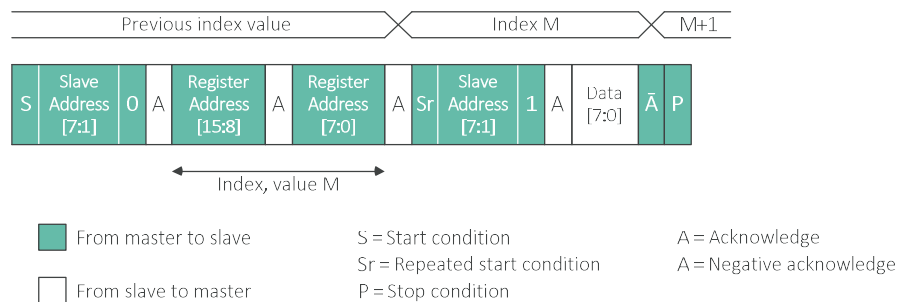 Previous index value
Index M
M+1
S
Slave
Address
[7:1]
0
A
Register
Address
[15:8]
A
Register
Address
[7:0]
A
Sr
Slave
Address
[7:1]
1
A
Data
[7:0]
Ā
P
Index, value M
From master to slave
S = Start condition
A = Acknowledge
Sr = Repeated start condition
A = Negative acknowledge
From slave to master
P = Stop condition